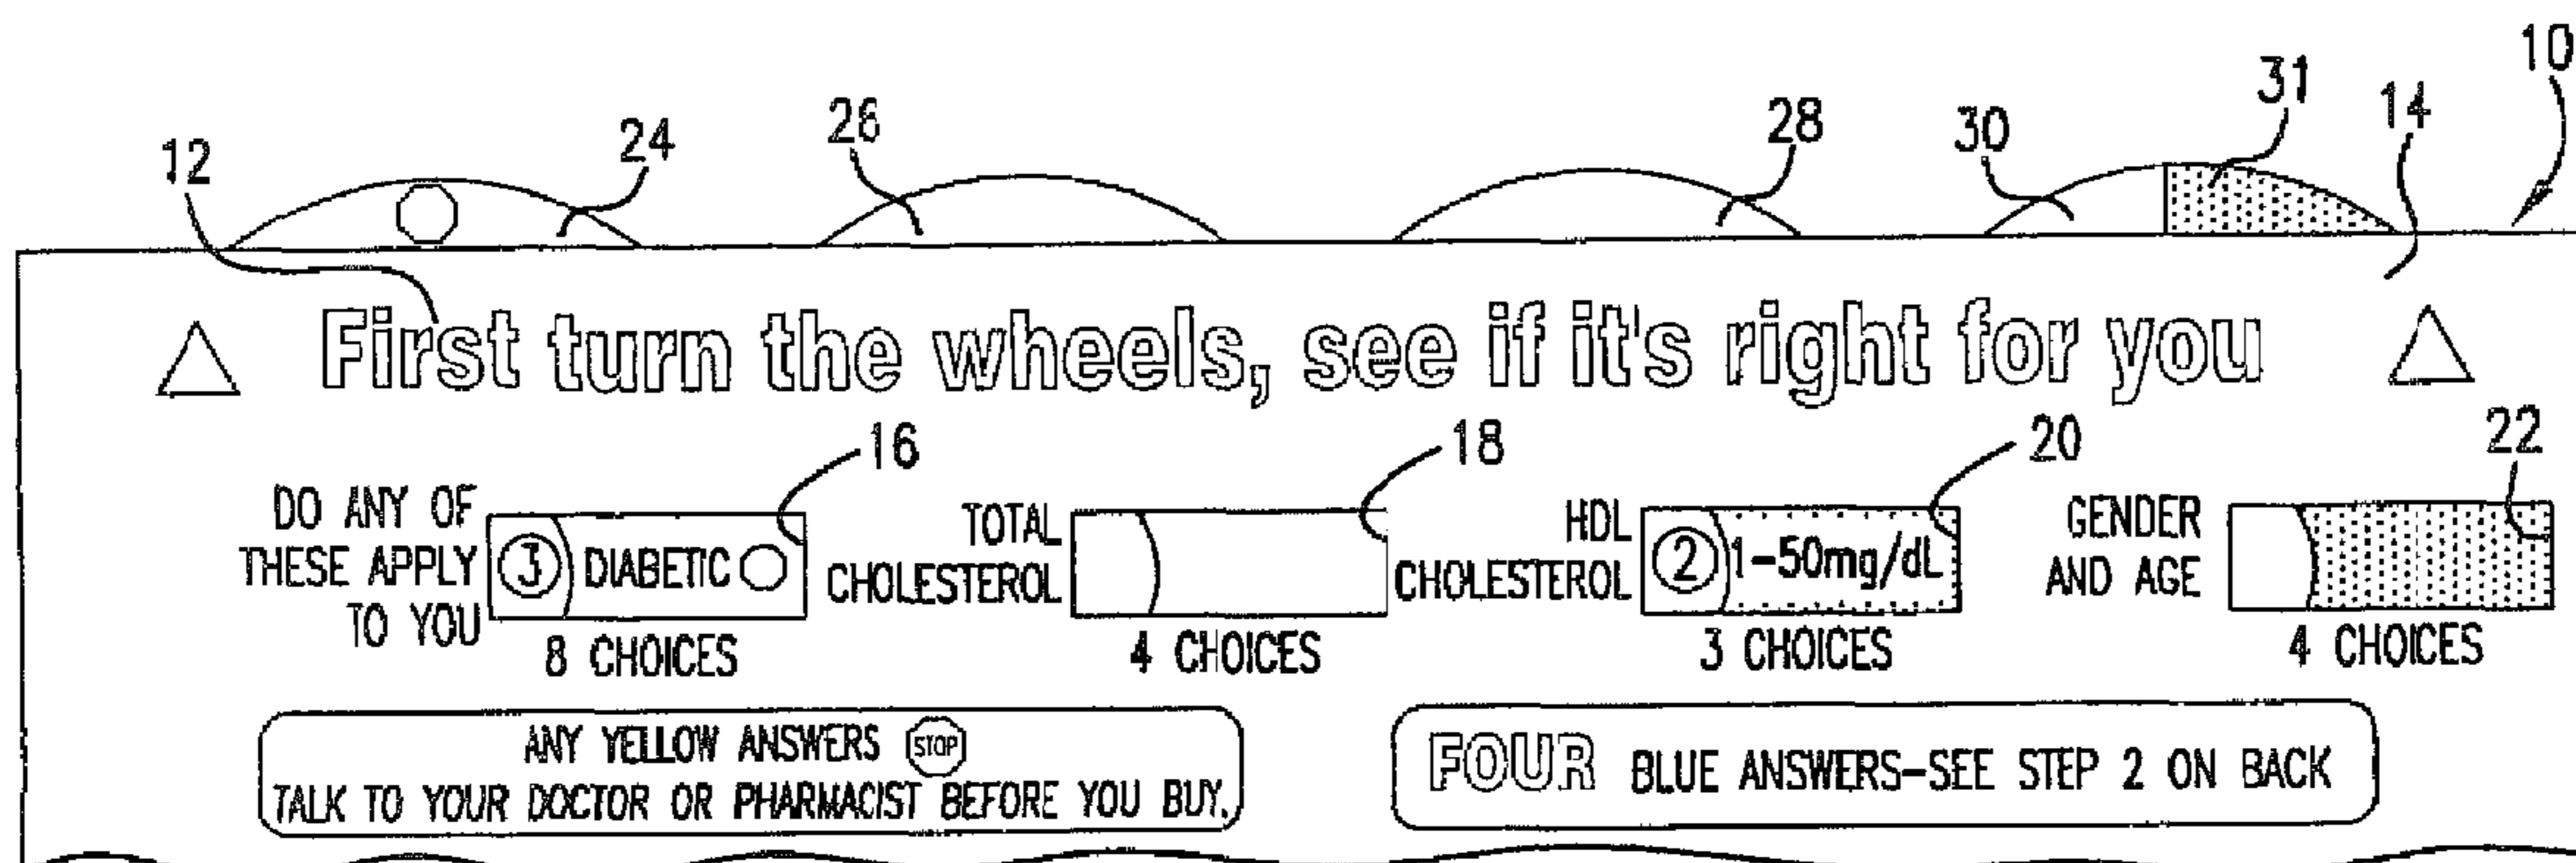 10
31
14
12
24
26
28
30
First turn the wheels, see if it's right for you
16
18
20
22
DO ANY OF
THESE APPLY
TO YOU
3 DIABETIC
8 CHOICES
TOTAL
CHOLESTEROL
4 CHOICES
HDL
CHOLESTEROL
2 1-50mg/dL
3 CHOICES
GENDER
AND AGE
4 CHOICES
ANY YELLOW ANSWERS STOP
TALK TO YOUR DOCTOR OR PHARMACIST BEFORE YOU BUY.
FOUR BLUE ANSWERS-SEE STEP 2 ON BACK